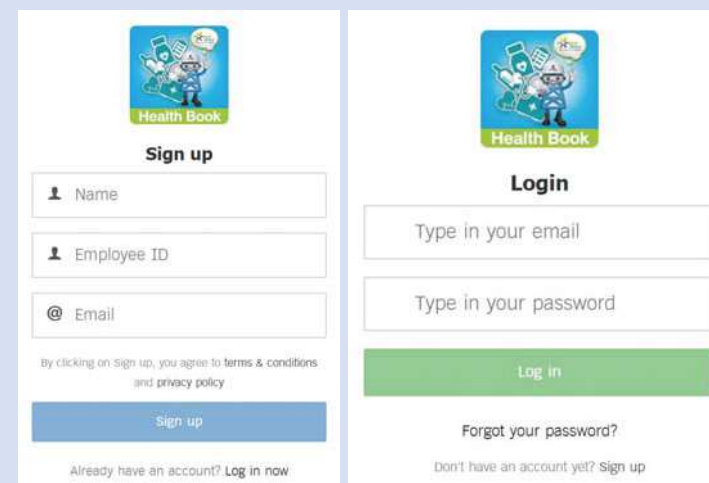 Health Book
Sign up
Name
Employee ID
@ Email
By clicking on Sign up, you agree to terms & conditions
and privacy policy
Sign up
Already have an account? Log in now
Health Book
Login
Type in your email
Type in your password
Log in
Forgot your password?
Don't have an account yet? Sign up